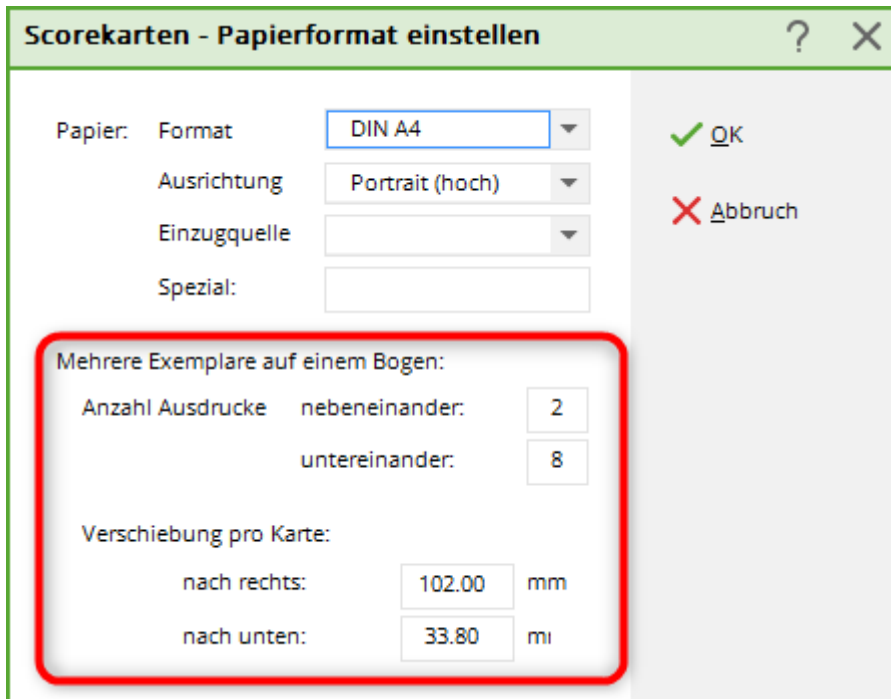 Scorekarten - Papierformat einstellen ?
Papier: Format DIN A4
OK
Ausrichtung Portrait (hoch)
Abbruch
Einzugquelle
Spezial:
Mehrere Exemplare auf einem Bogen:
Anzahl Ausdrucke nebeneinander: 2
untereinander: 8
Verschiebung pro Karte:
nach rechts: 102.00 mm
nach unten: 33.80